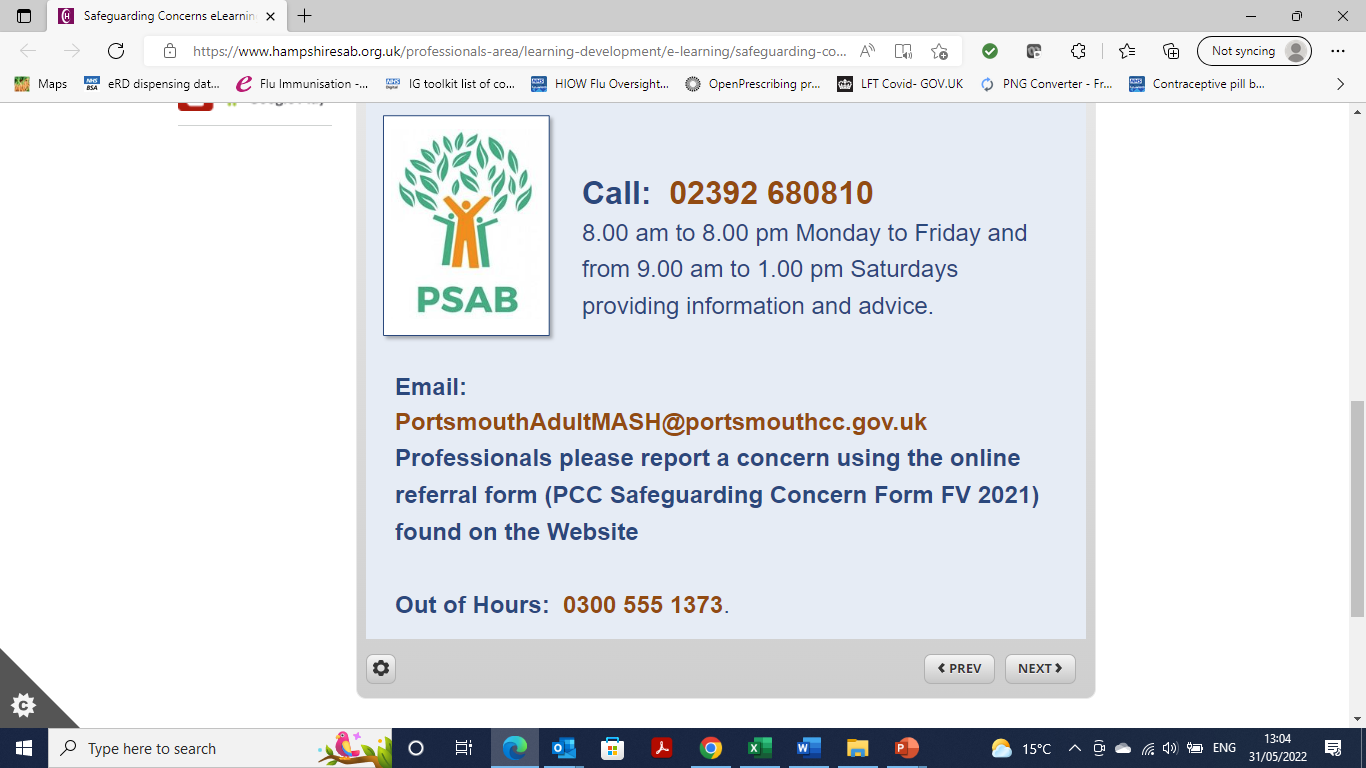 Safeguarding Concerns eLearnin
https://www.hampshiresab.org.uk/professionals-area/learning-development/e-learning/safeguarding-co...
Not syncing
Maps
eRD dispensing dat...
Flu Immunisation -...
IG toolkit list of co...
HIOW Flu Oversight...
OpenPrescribing pr...
LFT Covid- GOV.UK
PNG Converter - Fr...
Contraceptive pill b...
PSAB
Call: 02392 680810
8.00 am to 8.00 pm Monday to Friday and
from 9.00 am to 1.00 pm Saturdays
providing information and advice.
Email:
PortsmouthAdultMASH@portsmouthcc.gov.uk
Professionals please report a concern using the online
referral form (PCC Safeguarding Concern Form FV 2021)
found on the Website
Out of Hours: 0300 555 1373.
PREV
NEXT
Type here to search
15°C
ENG
13:04
31/05/2022